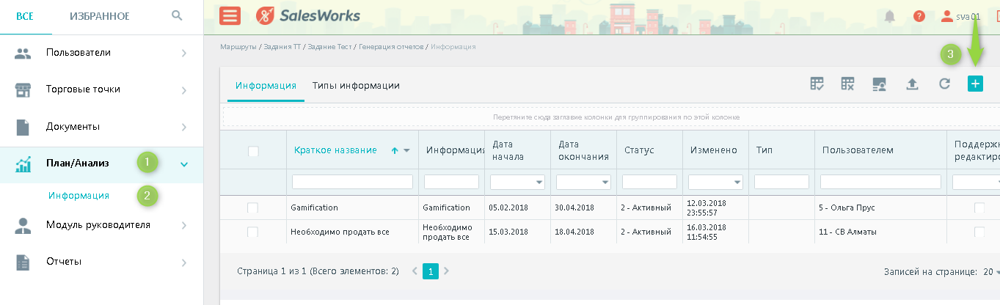 ВСЕ ИЗБРАННОЕ
SalesWorks
sva01
Пользователи
Маршруты / Задания ТТ / Задание Тест / Генерация отчетов / Информация
3
Информация Типы информации
Торговые точки
Перетяните сюда заглавие колонки для группирования по этой колонке
Документы
Краткое название Информация Дата начала Дата окончания Статус Изменено Тип Пользователем Поддержи редактиро
План/Анализ 1
Информация 2
Gamification Gamification 05.02.2018 30.04.2018 2 - Активный 12.03.2018 23:55:57 5 - Ольга Прус
Модуль руководителя
Необходимо продать все Необходимо продать все 15.03.2018 18.04.2018 2 - Активный 16.03.2018 11:54:55 11 - СВ Алматы
Отчеты
Страница 1 из 1 (Всего элементов: 2) 1 Записей на странице: 20